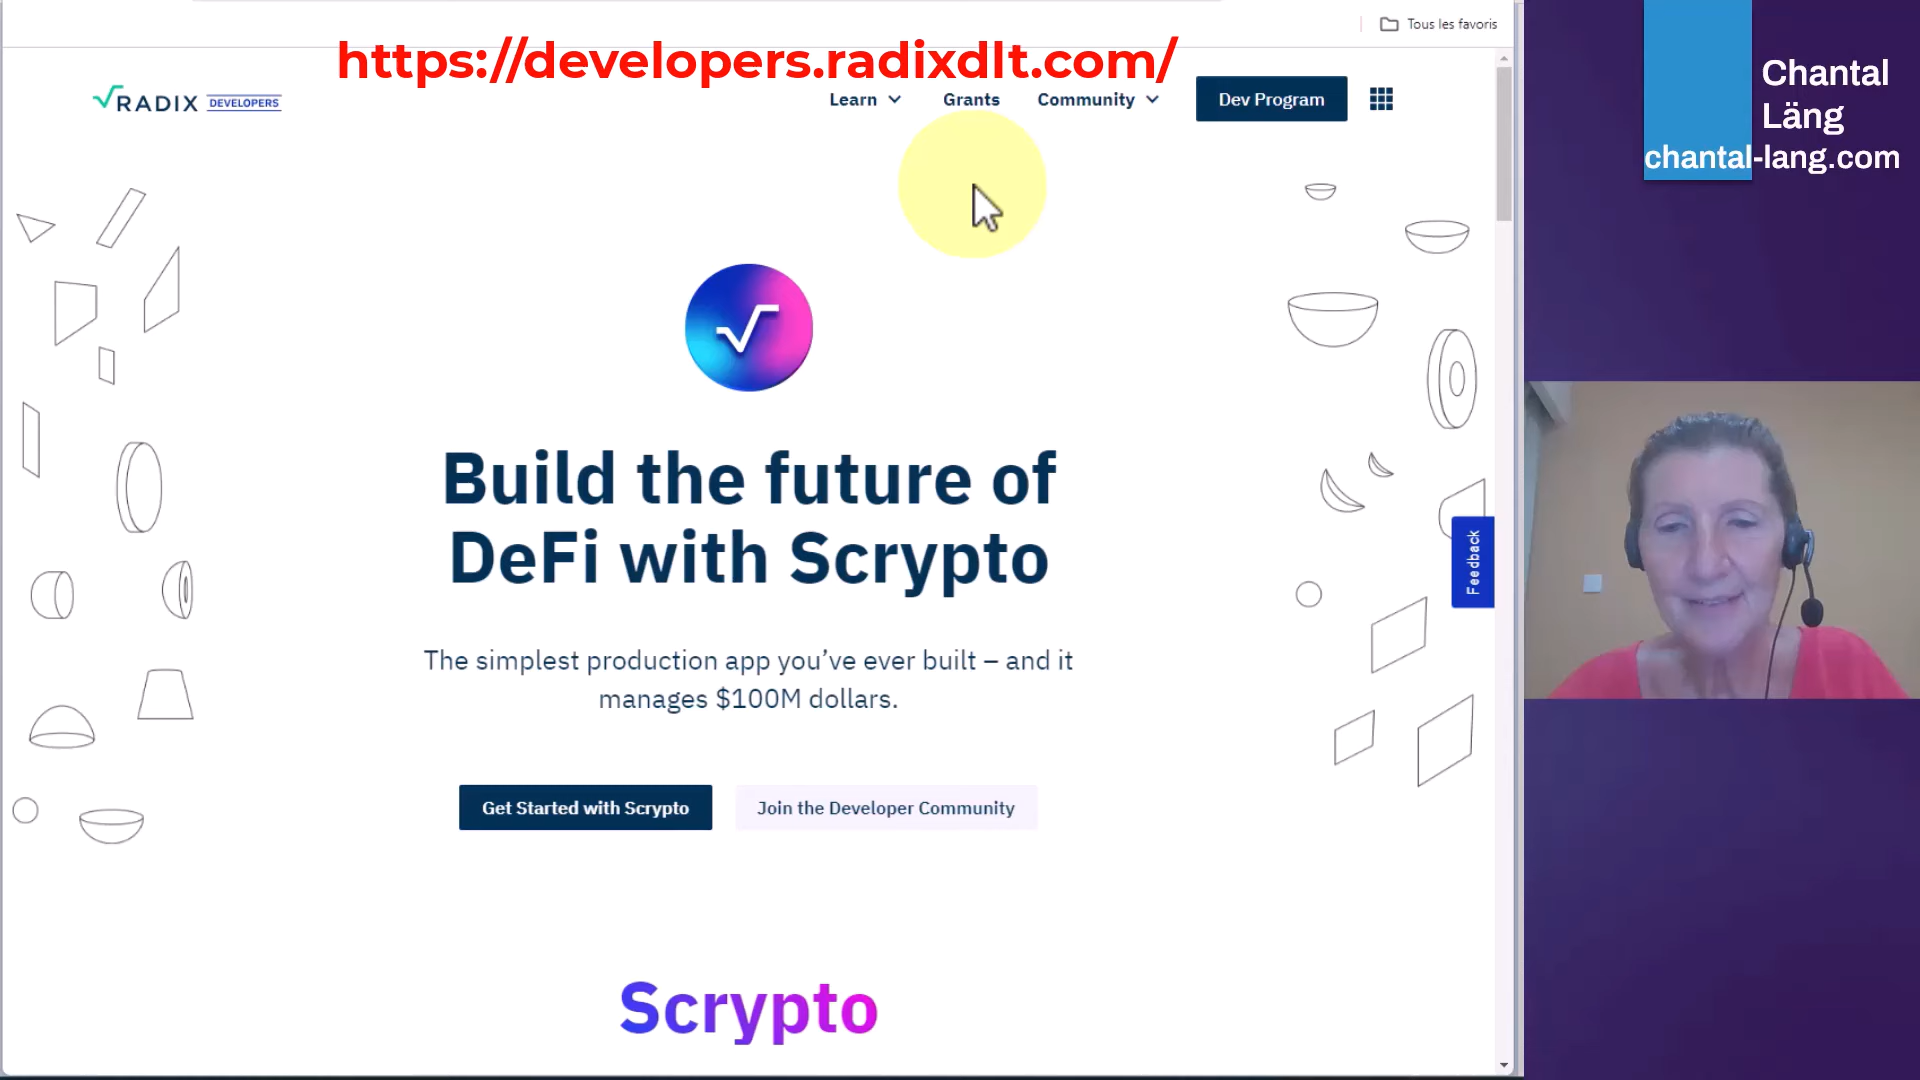 Tous les favoris
https://developers.radixdlt.com/
RADIX DEVELOPERS
Learn
Grants
Community
Dev Program
Chantal
Läng
chantal-lang.com
Build the future of
DeFi with Scrypto
Feedback
The simplest production app you’ve ever built – and it
manages $100M dollars.
Get Started with Scrypto
Join the Developer Community
Scrypto